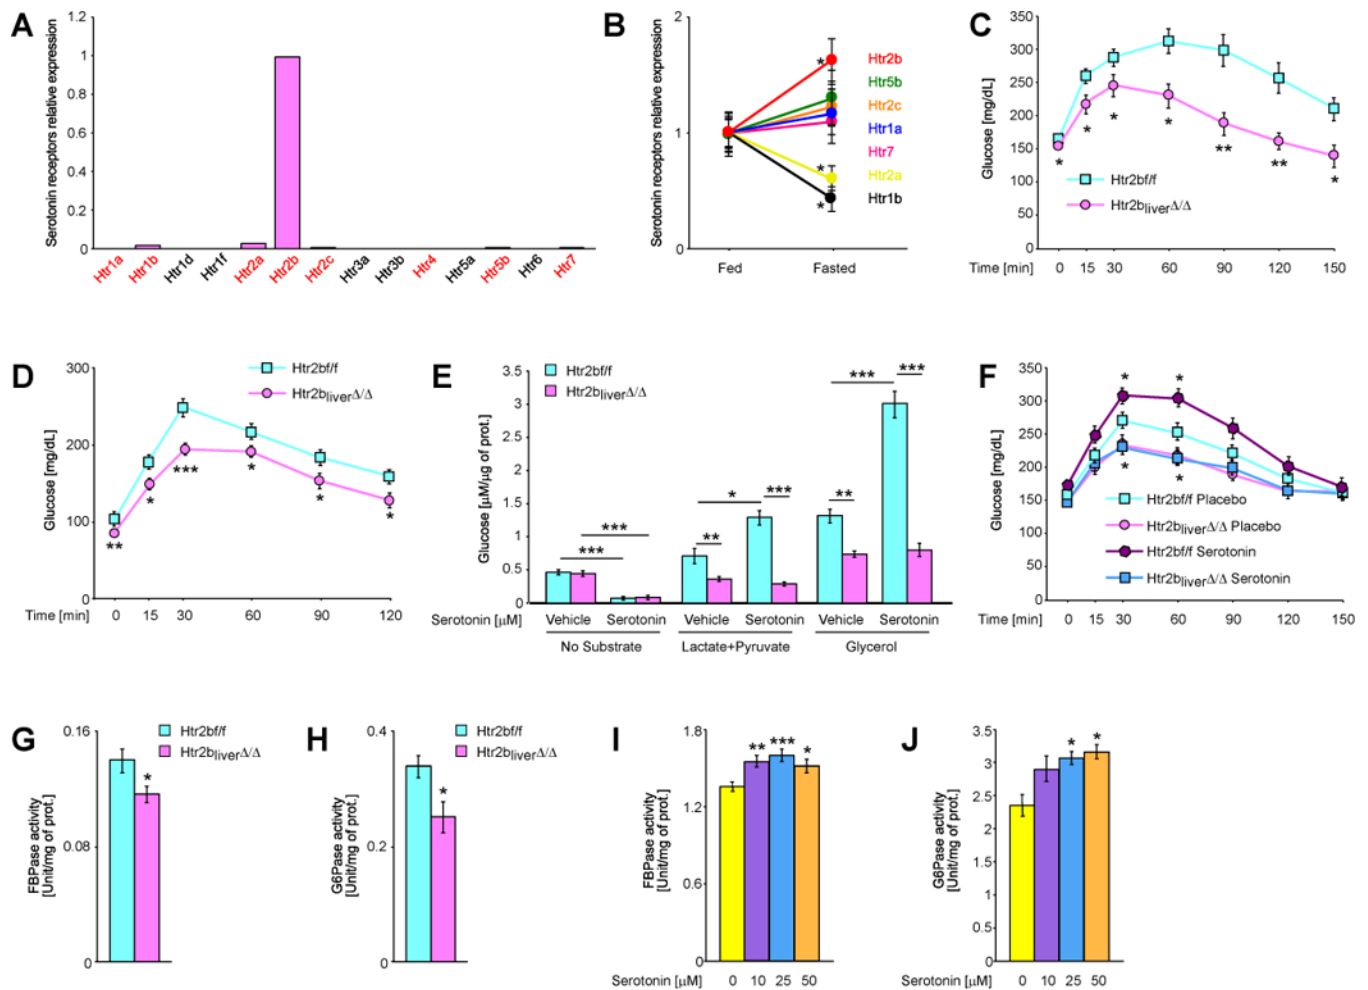 A
Serotonin receptors relative expression
1.2
1
0.8
0.6
0.4
0.2
0
Htr1a
Htr1b
Htr1d
Htr1f
Htr2a
Htr2b
Htr2c
Htr3a
Htr3b
Htr4
Htr5a
Htr5b
Htr6
Htr7
B
Serotonin receptors relative expression
2
1
0
*
*
*
Htr2b
Htr5b
Htr2c
Htr1a
Htr7
Htr2a
Htr1b
Fed Fasted
C
Glucose [mg/dL]
350
300
250
200
150
100
50
0
* * * * ** ** *
Htr2bf/f
Htr2bliverΔ/Δ
Time [min] 0 15 30 60 90 120 150
D
Glucose [mg/dL]
300
200
100
0
Htr2bf/f
Htr2bliverΔ/Δ
** * *** * * *
Time [min] 0 15 30 60 90 120
E
Glucose [µM/µg of prot.]
3.5
3
2.5
2
1.5
1
0.5
0
Htr2bf/f
Htr2bliverΔ/Δ
*** ***
* ***
*** ** **
***
Serotonin [µM] Vehicle Serotonin Vehicle Serotonin Vehicle Serotonin
No Substrate Lactate+Pyruvate Glycerol
F
Glucose [mg/dL]
350
300
250
200
150
100
50
0
* *
* *
Htr2bf/f Placebo
Htr2bliverΔ/Δ Placebo
Htr2bf/f Serotonin
Htr2bliverΔ/Δ Serotonin
Time [min] 0 15 30 60 90 120 150
G
FBPase activity
[Unit/mg of prot.]
0.16
0.08
0
*
Htr2bf/f
Htr2bliverΔ/Δ
H
G6Pase activity
[Unit/mg of prot.]
0.4
0.2
0
*
Htr2bf/f
Htr2bliverΔ/Δ
I
FBPase activity
[Unit/mg of prot.]
1.8
1.2
0.6
0
** *** *
Serotonin [µM] 0 10 25 50
J
G6Pase activity
[Unit/mg of prot.]
3.5
3
2.5
2
1.5
1
0.5
0
* *
Serotonin [µM] 0 10 25 50